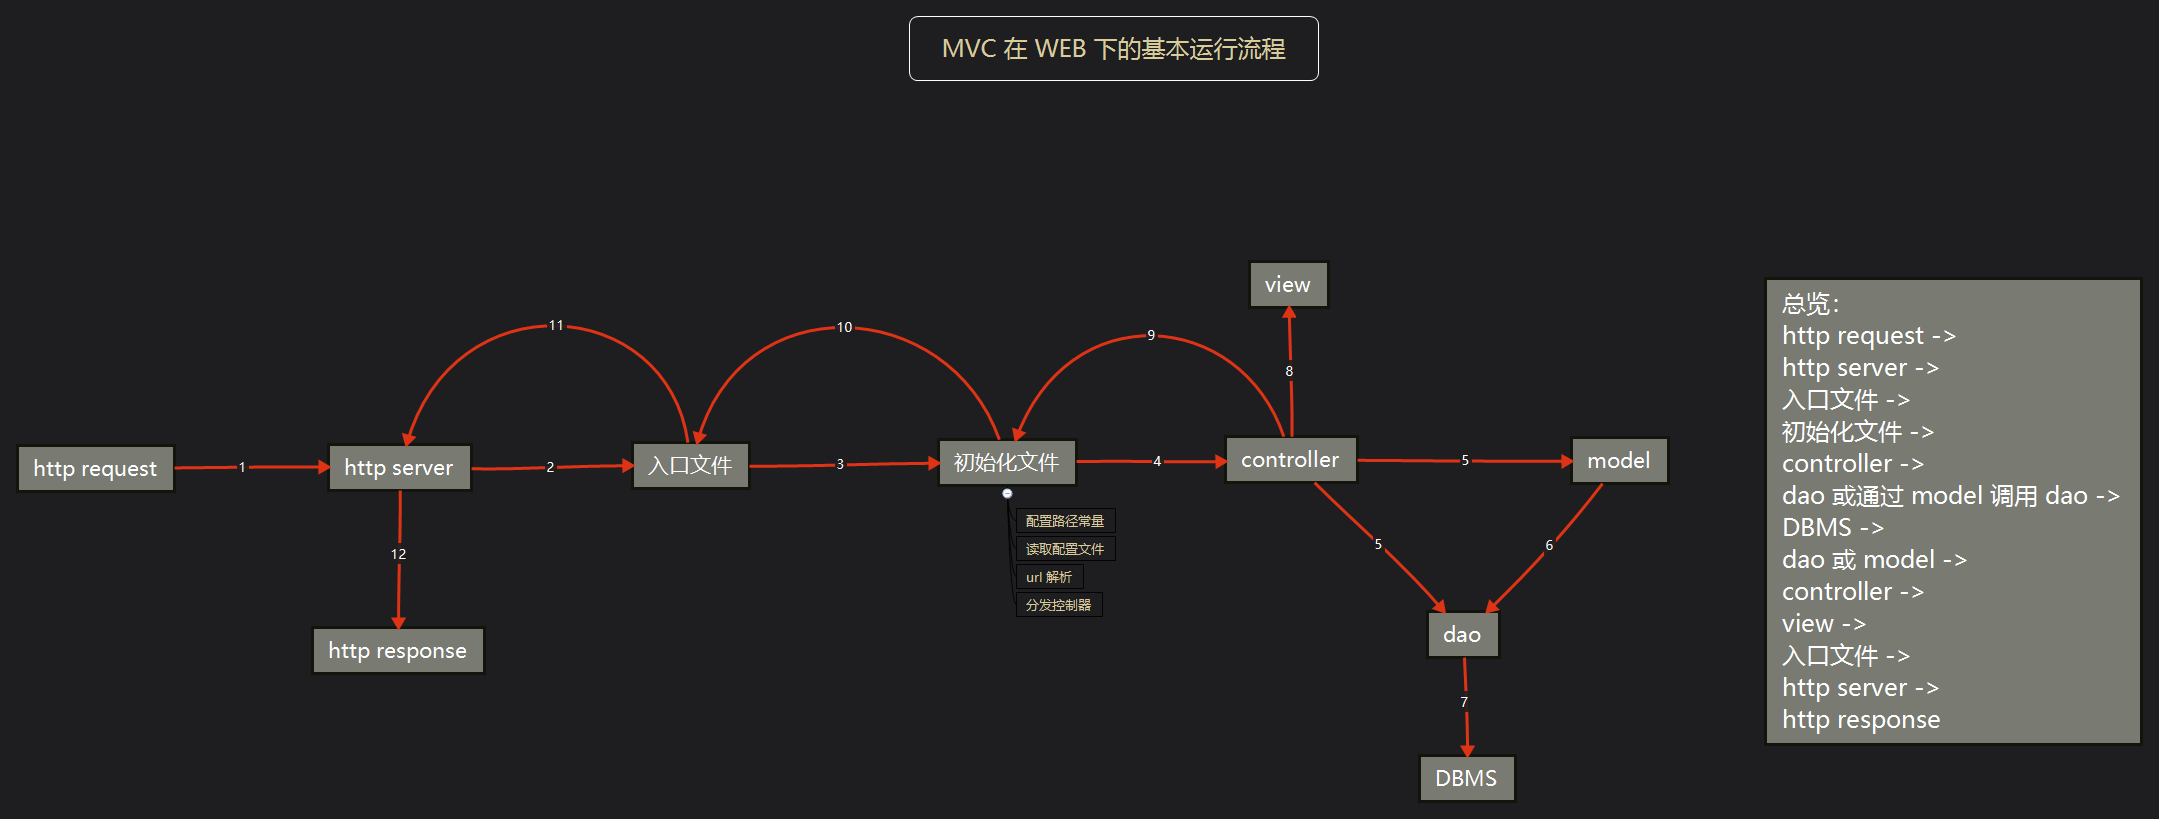 MVC 在 WEB 下的基本运行流程
view
11
10
9
8
http request
1
http server
2
入口文件
3
初始化文件
4
controller
5
model
配置路径常量
读取配置文件
url 解析
分发控制器
12
5
6
http response
dao
7
DBMS
总览：
http request ->
http server ->
入口文件 ->
初始化文件 ->
controller ->
dao 或通过 model 调用 dao ->
DBMS ->
dao 或 model ->
controller ->
view ->
入口文件 ->
http server ->
http response